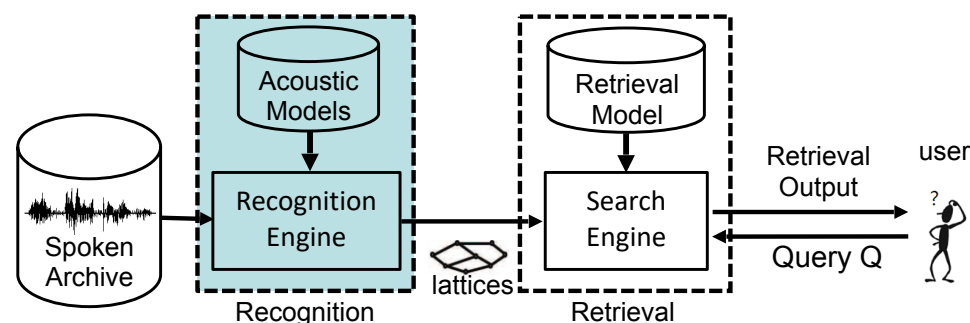 Acoustic
Models
Recognition
Engine
Recognition
Spoken
Archive
lattices
Retrieval
Model
Search
Engine
Retrieval
Retrieval
Output
Query Q
user
?